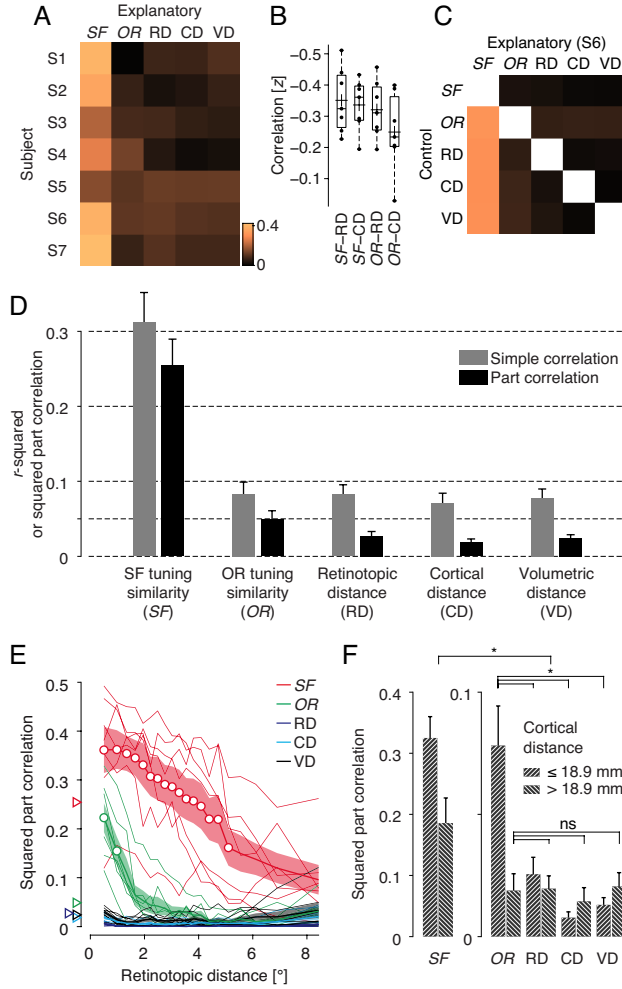 A
Explanatory
SF OR RD CD VD
Subject
S1
S2
S3
S4
S5
S6
S7
0.4
0
B
Correlation [z]
−0.5
−0.4
−0.3
−0.2
−0.1
SF–RD
SF–CD
OR–RD
OR–CD
C
Explanatory (S6)
SF OR RD CD VD
Control
SF
OR
RD
CD
VD
D
r-squared
or squared part correlation
0.3
0.2
0.1
0
Simple correlation
Part correlation
SF tuning
similarity
(SF)
OR tuning
similarity
(OR)
Retinotopic
distance
(RD)
Cortical
distance
(CD)
Volumetric
distance
(VD)
E
Squared part correlation
0.5
0.4
0.3
0.2
0.1
0
SF
OR
RD
CD
VD
0 2 4 6 8
Retinotopic distance [°]
F
Squared part correlation
0.4
0.3
0.2
0.1
0
*
0.1
0
*
Cortical
distance
≤ 18.9 mm
> 18.9 mm
ns
SF
OR RD CD VD